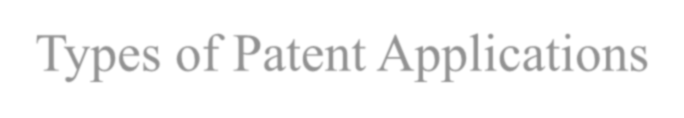 Types of Patent Applications